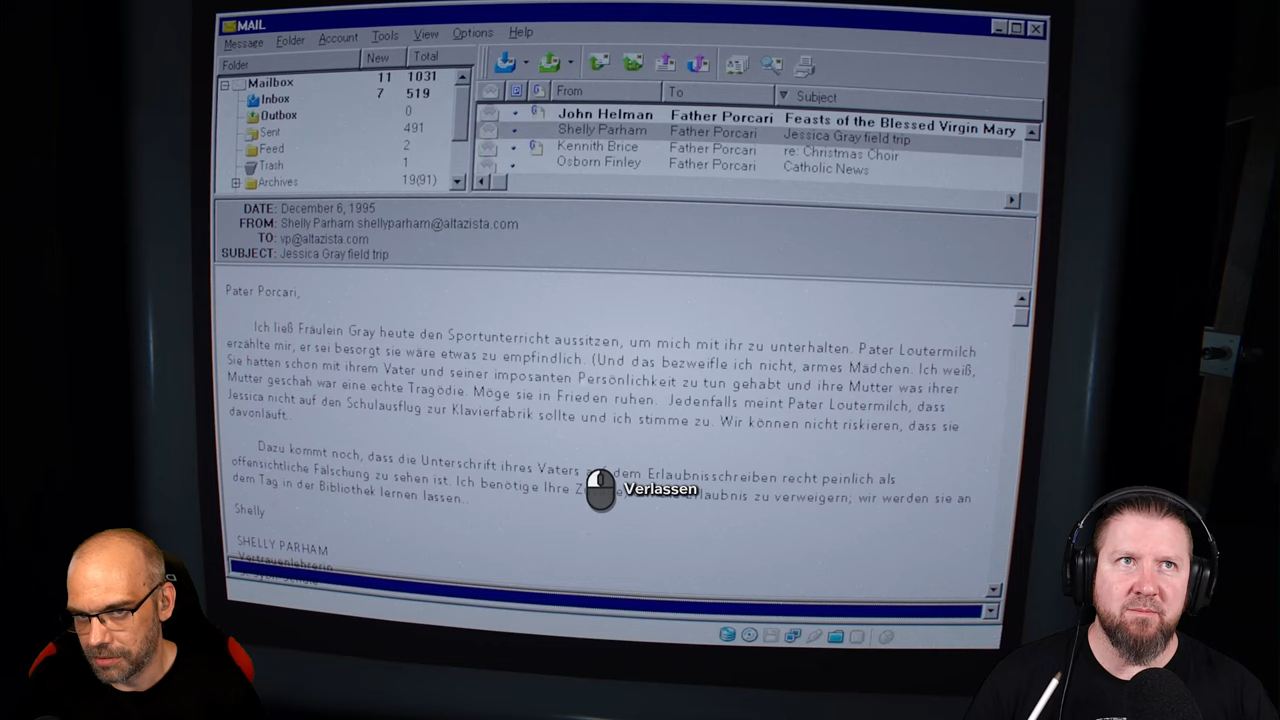 MAIL
Message Folder Account Tools View Options Help
Folder New Total
Mailbox 11 1031
Inbox 7 519
Outbox 0
Sent 491
Feed 2
Trash 1
Archives 19(91)
From To Subject
John Helman Father Porcari Feasts of the Blessed Virgin Mary
Shelly Parham Father Porcari Jessica Gray field trip
Kennith Brice Father Porcari re: Christmas Choir
Osborn Finley Father Porcari Catholic News
DATE: December 6, 1995
FROM: Shelly Parham shellyparham@altazista.com
TO: vp@altazista.com
SUBJECT: Jessica Gray field trip
Pater Porcari,
Ich ließ Fräulein Gray heute den Sportunterricht aussitzen, um mich mit ihr zu unterhalten. Pater Loutermilch
erzählte mir, er sei besorgt sie wäre etwas zu empfindlich. (Und das bezweifle ich nicht, armes Mädchen. Ich weiß,
Sie hatten schon mit ihrem Vater und seiner imposanten Persönlichkeit zu tun gehabt und ihre Mutter was ihrer
Mutter geschah war eine echte Tragödie. Möge sie in Frieden ruhen. Jedenfalls meint Pater Loutermilch, dass
Jessica nicht auf den Schulausflug zur Klavierfabrik sollte und ich stimme zu. Wir können nicht riskieren, dass sie
davonläuft.
Dazu kommt noch, dass die Unterschrift ihres Vaters auf dem Erlaubnisschreiben recht peinlich als
offensichtliche Fälschung zu sehen ist. Ich benötige Ihre Erlaubnis zu verweigern; wir werden sie an
dem Tag in der Bibliothek lernen lassen..
Verlassen
Shelly
SHELLY PARHAM
Vertrauenlehrerin